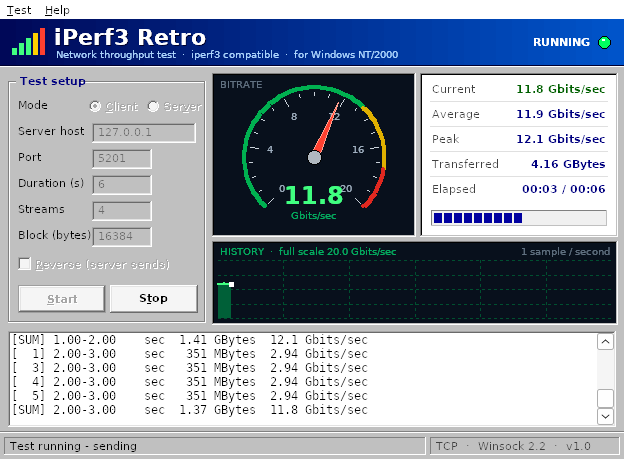 Test Help
iPerf3 Retro
Network throughput test · iperf3 compatible · for Windows NT/2000
RUNNING
Test setup
Mode Client Server
Server host 127.0.0.1
Port 5201
Duration (s) 6
Streams 4
Block (bytes) 16384
Reverse (server sends)
Start Stop
BITRATE
0 4 8 12 16 20
11.8
Gbits/sec
Current 11.8 Gbits/sec
Average 11.9 Gbits/sec
Peak 12.1 Gbits/sec
Transferred 4.16 GBytes
Elapsed 00:03 / 00:06
HISTORY · full scale 20.0 Gbits/sec 1 sample / second
[SUM] 1.00-2.00 sec 1.41 GBytes 12.1 Gbits/sec
[ 1] 2.00-3.00 sec 351 MBytes 2.94 Gbits/sec
[ 3] 2.00-3.00 sec 351 MBytes 2.94 Gbits/sec
[ 4] 2.00-3.00 sec 351 MBytes 2.94 Gbits/sec
[ 5] 2.00-3.00 sec 351 MBytes 2.94 Gbits/sec
[SUM] 2.00-3.00 sec 1.37 GBytes 11.8 Gbits/sec
Test running - sending
TCP · Winsock 2.2 · v1.0